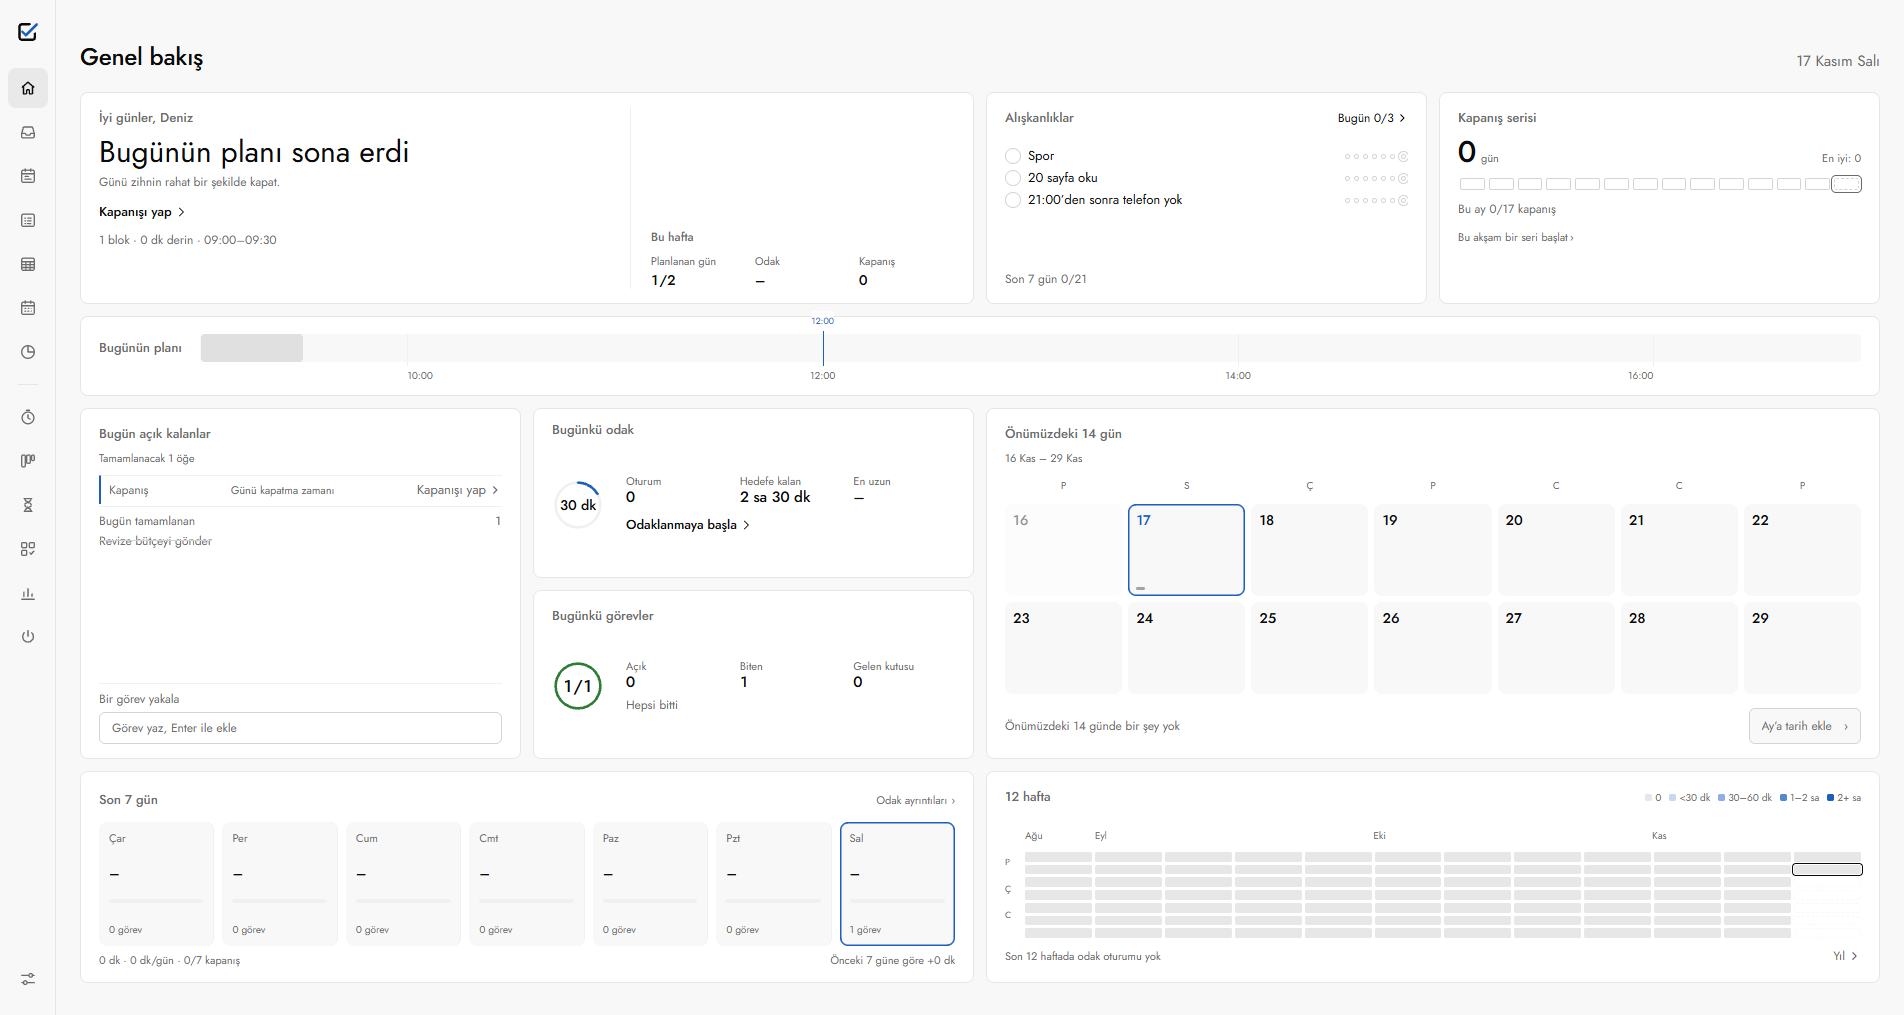 Genel bakış
17 Kasım Salı
İyi günler, Deniz
Bugünün planı sona erdi
Günü zihnin rahat bir şekilde kapat.
Kapanışı yap
1 blok · 0 dk derin · 09:00–09:30
Bu hafta
Planlanan gün Odak Kapanış
1/2 – 0
Alışkanlıklar Bugün 0/3
Spor
20 sayfa oku
21:00'den sonra telefon yok
Son 7 gün 0/21
Kapanış serisi
0 gün En iyi: 0
Bu ay 0/17 kapanış
Bu akşam bir seri başlat ›
12:00
Bugünün planı
10:00 12:00 14:00 16:00
Bugün açık kalanlar
Tamamlanacak 1 öğe
Kapanış Günü kapatma zamanı Kapanışı yap
Bugün tamamlanan 1
Revize bütçeyi gönder
Bir görev yakala
Görev yaz, Enter ile ekle
Bugünkü odak
30 dk
Oturum Hedefe kalan En uzun
0 2 sa 30 dk –
Odaklanmaya başla
Bugünkü görevler
1/1
Açık Biten Gelen kutusu
0 1 0
Hepsi bitti
Önümüzdeki 14 gün
16 Kas – 29 Kas
P S Ç P C C P
16 17 18 19 20 21 22
23 24 25 26 27 28 29
Önümüzdeki 14 günde bir şey yok
Ay'a tarih ekle ›
Son 7 gün Odak ayrıntıları ›
Çar Per Cum Cmt Paz Pzt Sal
– – – – – – –
0 görev 0 görev 0 görev 0 görev 0 görev 0 görev 1 görev
0 dk · 0 dk/gün · 0/7 kapanış Önceki 7 güne göre +0 dk
12 hafta
0 <30 dk 30–60 dk 1–2 sa 2+ sa
Ağu Eyl Eki Kas
P
Ç
C
Son 12 haftada odak oturumu yok
Yıl